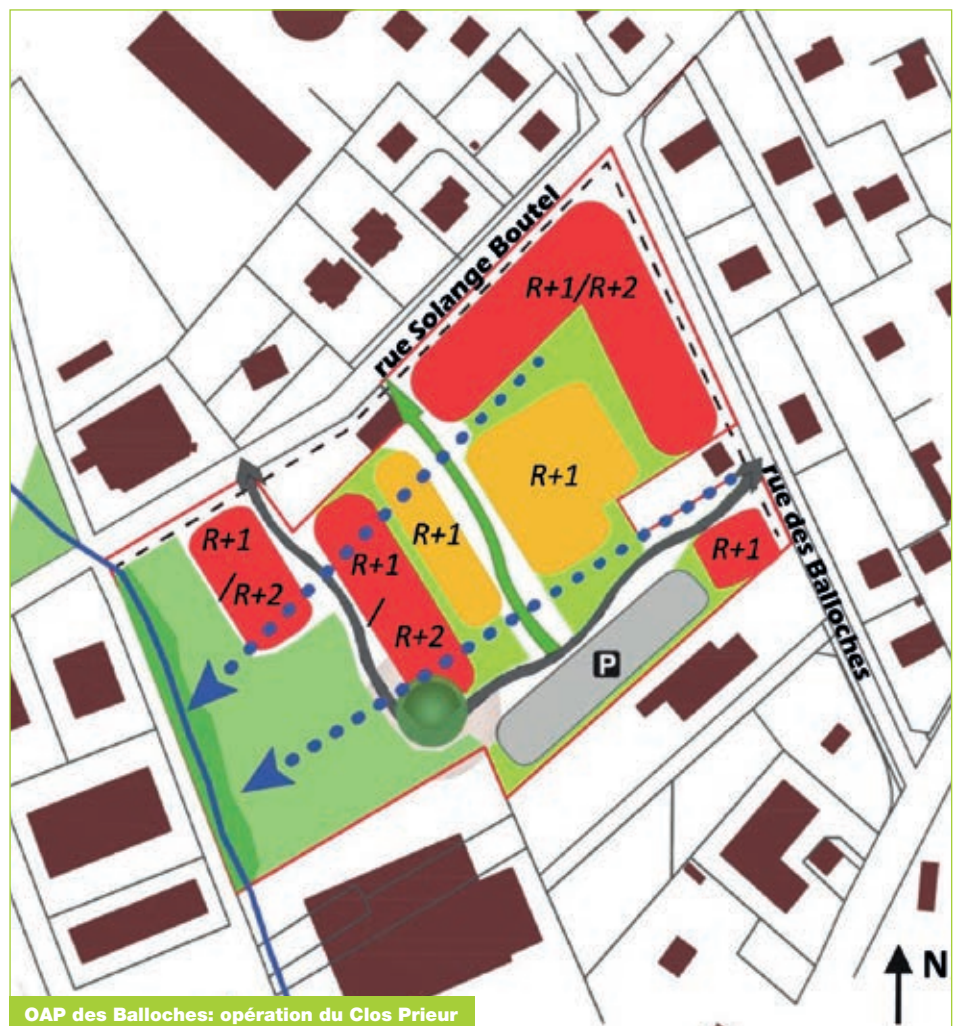 rue Solange Boutel
R+1/R+2
R+1
R+1
/R+2
R+1
/
R+2
R+1
R+1
rue des Balloches
P
N
OAP des Balloches: opération du Clos Prieur